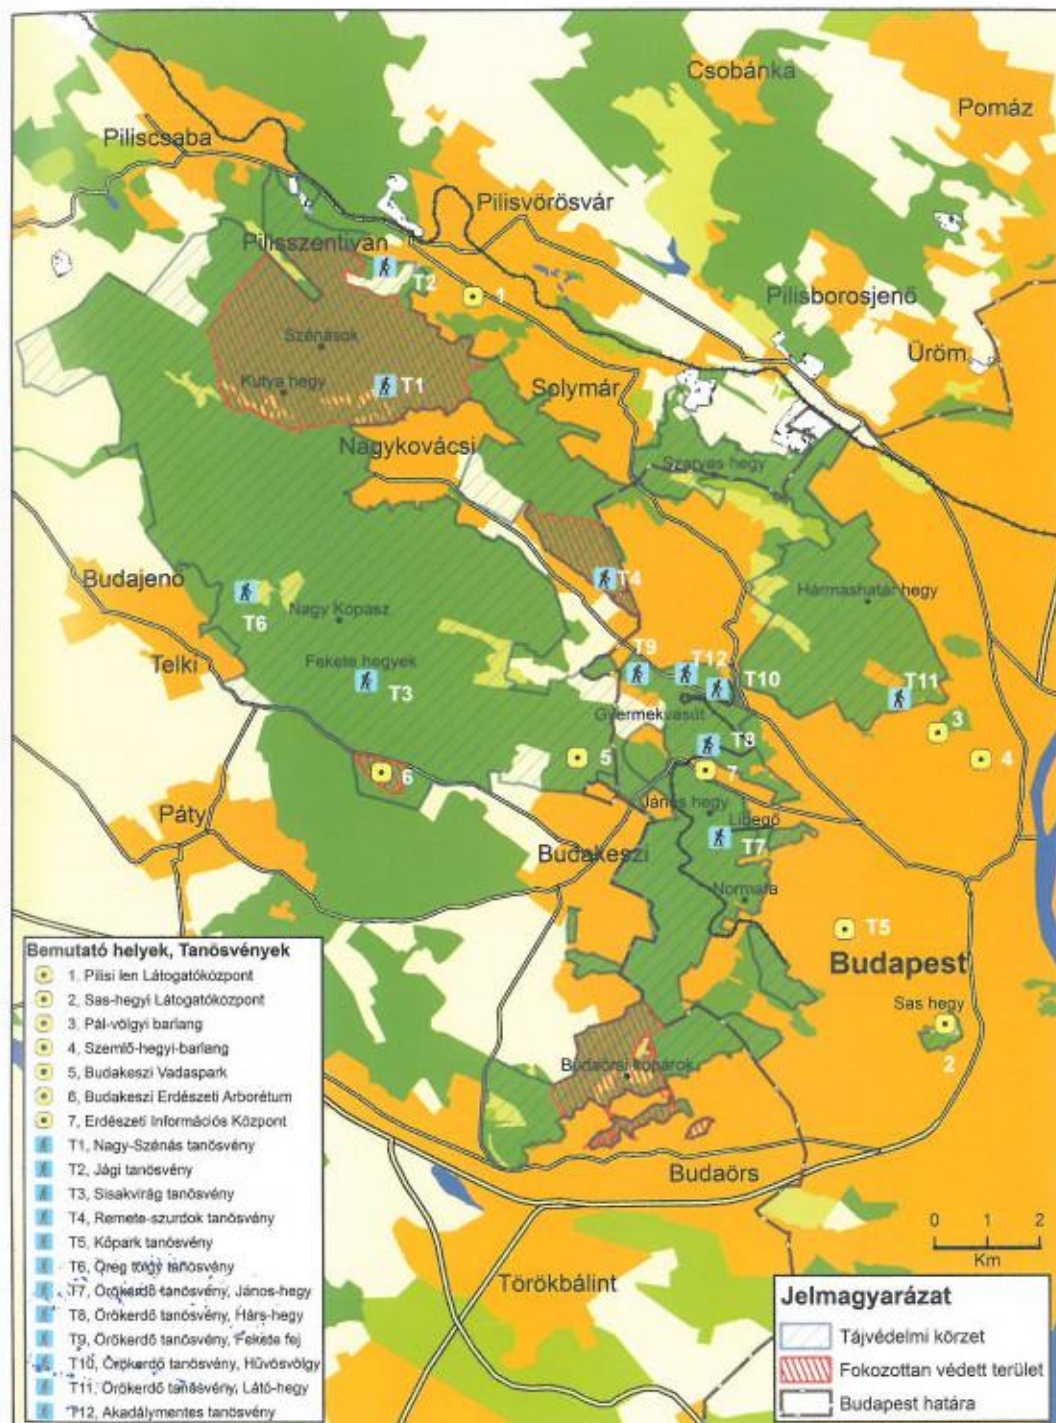 Csobánka
Pomáz
Piliscsaba
Pilisvörösvár
Pilisszentiván
T2
1
Pilisborosjenő
Üröm
Szénások
Kutya hegy
T1
Solymár
Nagykovácsi
Szarvas hegy
T4
Budajenő
T6
Nagy Kopasz
Hármashatár hegy
Telki
Fekete hegyek
T3
T9
T12
T10
T11
Gyermekvasút
3
T8
5
4
6
7
Páty
János hegy
Libegő
Budakeszi
T7
Normafa
T5
Budapest
Sas hegy
2
Budaörsi kopárok
Budaörs
Törökbálint
Bemutató helyek, Tanösvények
1, Pilisi len Látogatóközpont
2, Sas-hegyi Látogatóközpont
3, Pál-völgyi barlang
4, Szemlő-hegyi-barlang
5, Budakeszi Vadaspark
6, Budakeszi Erdészeti Arborétum
7, Erdészeti Információs Központ
T1, Nagy-Szénás tanösvény
T2, Jági tanösvény
T3, Sisakvirág tanösvény
T4, Remete-szurdok tanösvény
T5, Kőpark tanösvény
T6, Öreg tölgy tanösvény
T7, Örökerdő tanösvény, János-hegy
T8, Örökerdő tanösvény, Hárs-hegy
T9, Örökerdő tanösvény, Fekete fej
T10, Örökerdő tanösvény, Hűvösvölgy
T11, Örökerdő tanösvény, Látó-hegy
T12, Akadálymentes tanösvény
0 1 2
Km
Jelmagyarázat
Tájvédelmi körzet
Fokozottan védett terület
Budapest határa